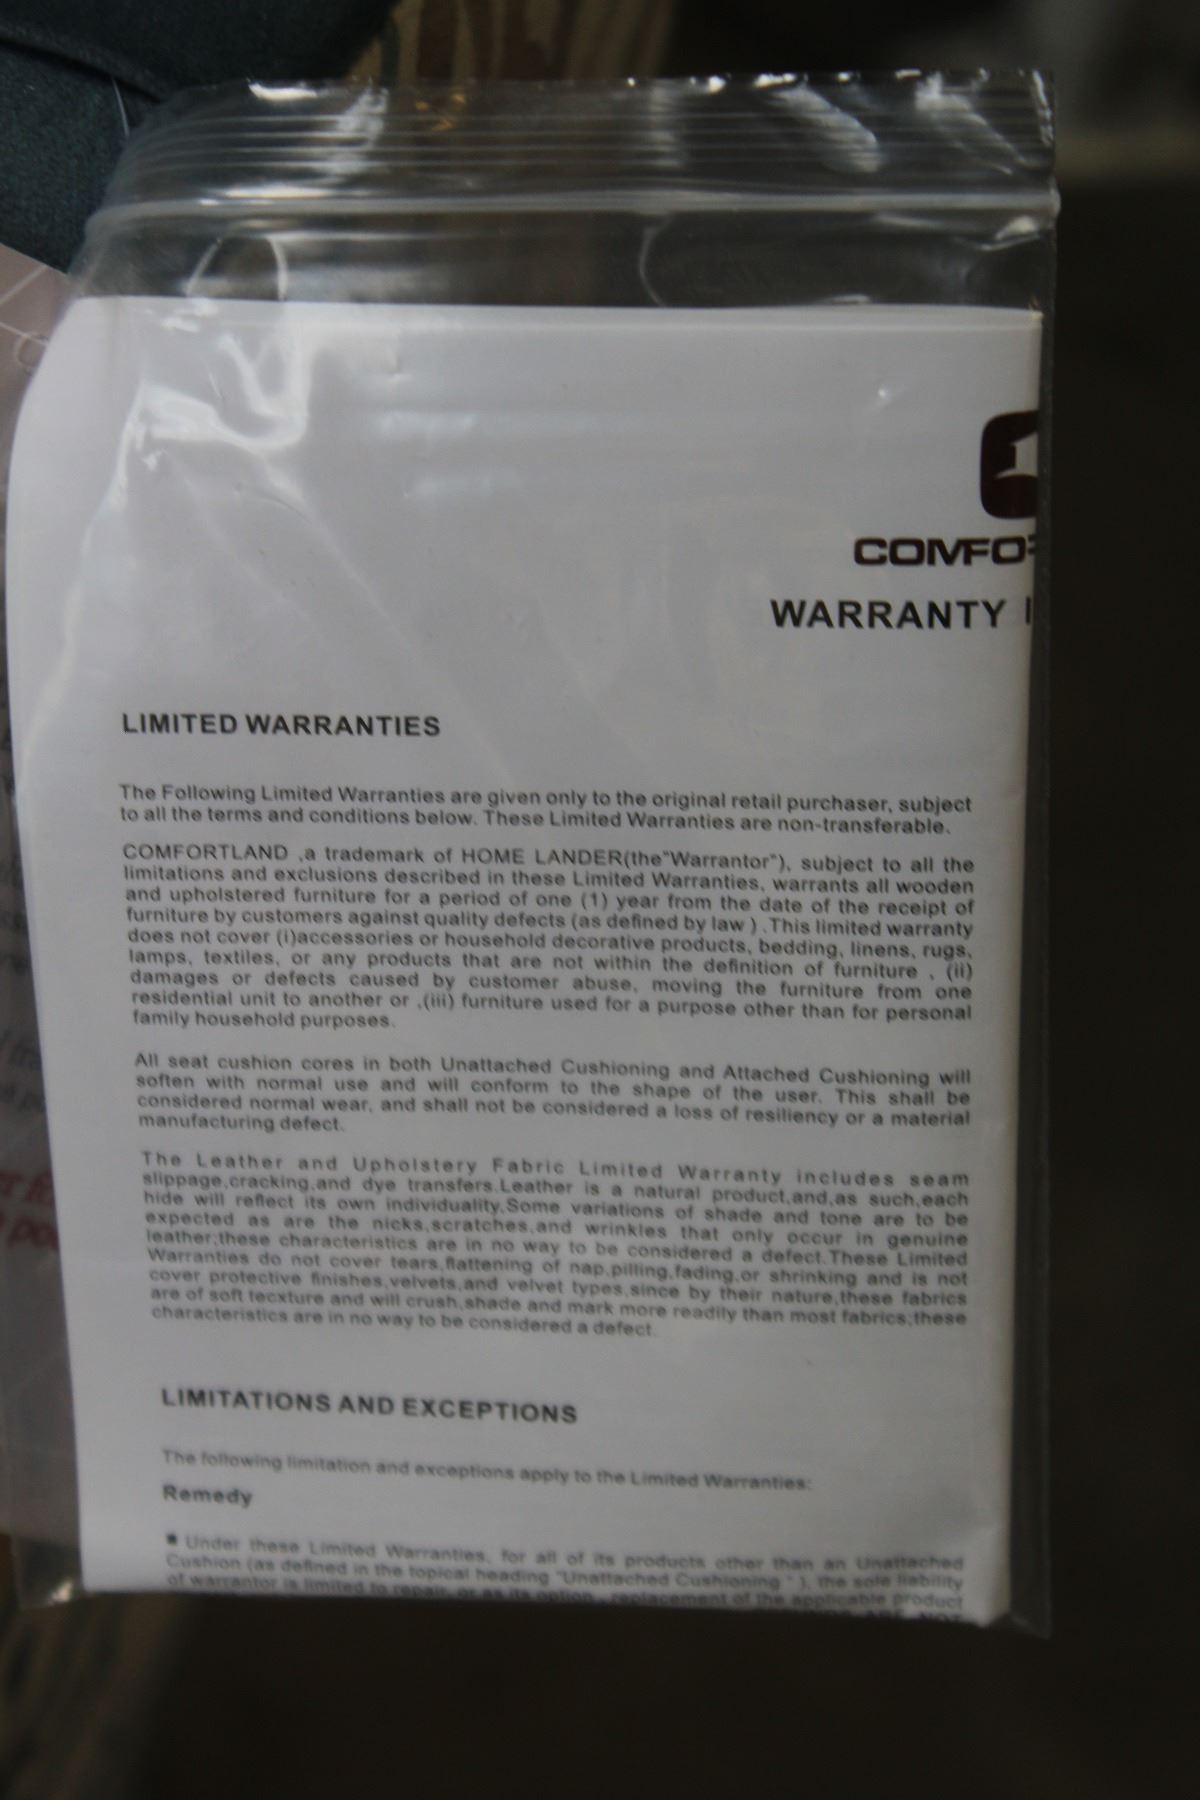 COMFO
WARRANTY
LIMITED WARRANTIES
The Following Limited Warranties are given only to the original retail purchaser, subject
to all the terms and conditions below. These Limited Warranties are non-transferable.
COMFORTLAND ,a trademark of HOME LANDER(the"Warrantor"), subject to all the
limitations and exclusions described in these Limited Warranties, warrants all wooden
and upholstered furniture for a period of one (1) year from the date of the receipt of
furniture by customers against quality defects (as defined by law ) .This limited warranty
does not cover (i)accessories or household decorative products, bedding, linens, rugs,
lamps, textiles, or any products that are not within the definition of furniture , (ii)
damages or defects caused by customer abuse, moving the furniture from one
residential unit to another or ,(iii) furniture used for a purpose other than for personal
family household purposes.
All seat cushion cores in both Unattached Cushioning and Attached Cushioning will
soften with normal use and will conform to the shape of the user. This shall be
considered normal wear, and shall not be considered a loss of resiliency or a material
manufacturing defect.
The Leather and Upholstery Fabric Limited Warranty includes seam
slippage,cracking,and dye transfers.Leather is a natural product,and,as such,each
hide will reflect its own individuality.Some variations of shade and tone are to be
expected as are the nicks,scratches,and wrinkles that only occur in genuine
leather;these characteristics are in no way to be considered a defect.These Limited
Warranties do not cover tears,flattening of nap,pilling,fading,or shrinking and is not
cover protective finishes,velvets,and velvet types,since by their nature,these fabrics
are of soft tecxture and will crush,shade and mark more readily than most fabrics;these
characteristics are in no way to be considered a defect.
LIMITATIONS AND EXCEPTIONS
The following limitation and exceptions apply to the Limited Warranties:
Remedy
■ Under these Limited Warranties, for all of its products other than an Unattached
Cushion (as defined in the topical heading "Unattached Cushioning " ), the sole liability
of warrantor is limited to repair, or as its option , replacement of the applicable product
ARE NOT